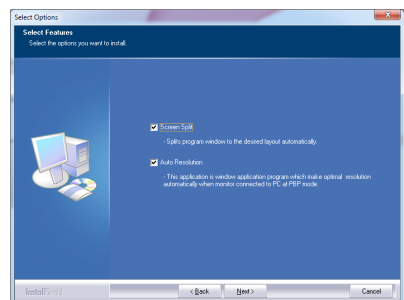 Select Options
Select Features
Select the options you want to install.
Screen Split
- Splits program window to the desired layout automatically.
Auto Resolution
- This application is window application program which make optimal resolution
automatically when monitor connected to PC at PBP mode.
InstallShield
< Back
Next >
Cancel